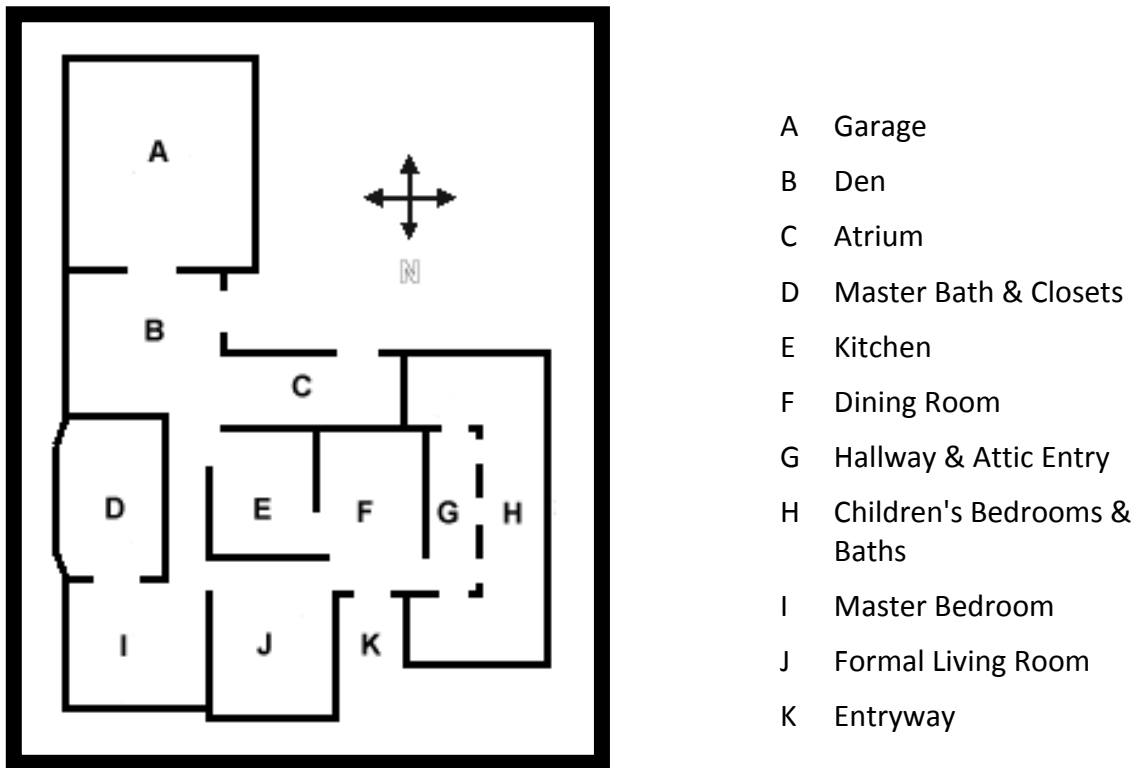 A
B
C
D
E
F
G
H
I
J
K
N
A Garage
B Den
C Atrium
D Master Bath & Closets
E Kitchen
F Dining Room
G Hallway & Attic Entry
H Children's Bedrooms &
Baths
I Master Bedroom
J Formal Living Room
K Entryway